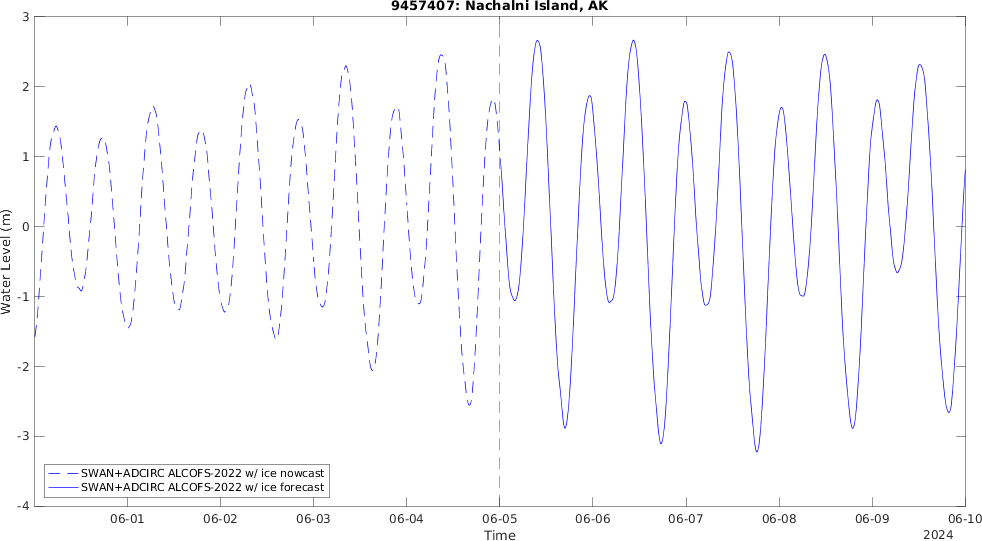 9457407: Nachalni Island, AK
3
2
1
0
-1
-2
-3
-4
Water Level (m)
SWAN+ADCIRC ALCOFS-2022 w/ ice nowcast
SWAN+ADCIRC ALCOFS-2022 w/ ice forecast
06-01 06-02 06-03 06-04 06-05 06-06 06-07 06-08 06-09 06-10
Time
2024